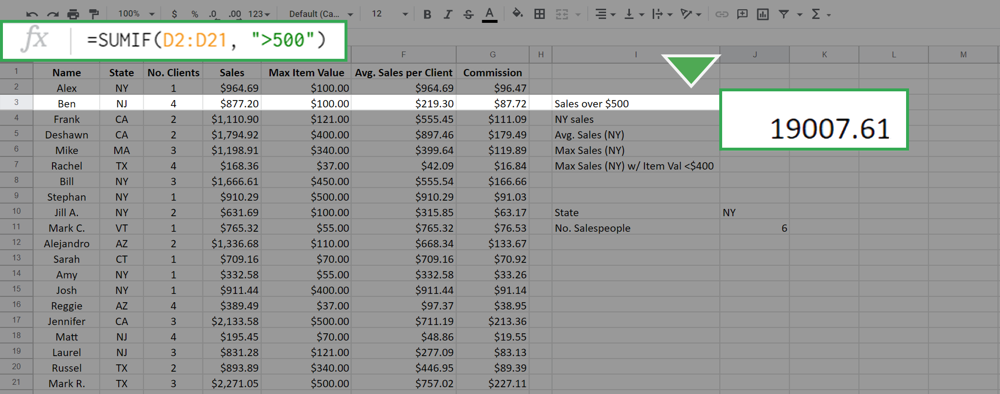 100% $ % .0 .00 123 Default (Ca... 12 B I S A Σ
fx =SUMIF(D2:D21, ">500")
F G H I J K L M
1 Name State No. Clients Sales Max Item Value Avg. Sales per Client Commission
2 Alex NY 1 $964.69 $100.00 $964.69 $96.47
3 Ben NJ 4 $877.20 $100.00 $219.30 $87.72 Sales over $500
19007.61
4 Frank CA 2 $1,110.90 $121.00 $555.45 $111.09 NY sales
5 Deshawn CA 2 $1,794.92 $400.00 $897.46 $179.49 Avg. Sales (NY)
6 Mike MA 3 $1,198.91 $340.00 $399.64 $119.89 Max Sales (NY)
7 Rachel TX 4 $168.36 $37.00 $42.09 $16.84 Max Sales (NY) w/ Item Val <$400
8 Bill NY 3 $1,666.61 $450.00 $555.54 $166.66
9 Stephan NY 1 $910.29 $500.00 $910.29 $91.03
10 Jill A. NY 2 $631.69 $100.00 $315.85 $63.17 State NY
11 Mark C. VT 1 $765.32 $55.00 $765.32 $76.53 No. Salespeople 6
12 Alejandro AZ 2 $1,336.68 $110.00 $668.34 $133.67
13 Sarah CT 1 $709.16 $70.00 $709.16 $70.92
14 Amy NY 1 $332.58 $55.00 $332.58 $33.26
15 Josh NY 1 $911.44 $400.00 $911.44 $91.14
16 Reggie AZ 4 $389.49 $37.00 $97.37 $38.95
17 Jennifer CA 3 $2,133.58 $500.00 $711.19 $213.36
18 Matt NJ 4 $195.45 $70.00 $48.86 $19.55
19 Laurel NJ 3 $831.28 $121.00 $277.09 $83.13
20 Russel TX 2 $893.89 $340.00 $446.95 $89.39
21 Mark R. TX 3 $2,271.05 $500.00 $757.02 $227.11